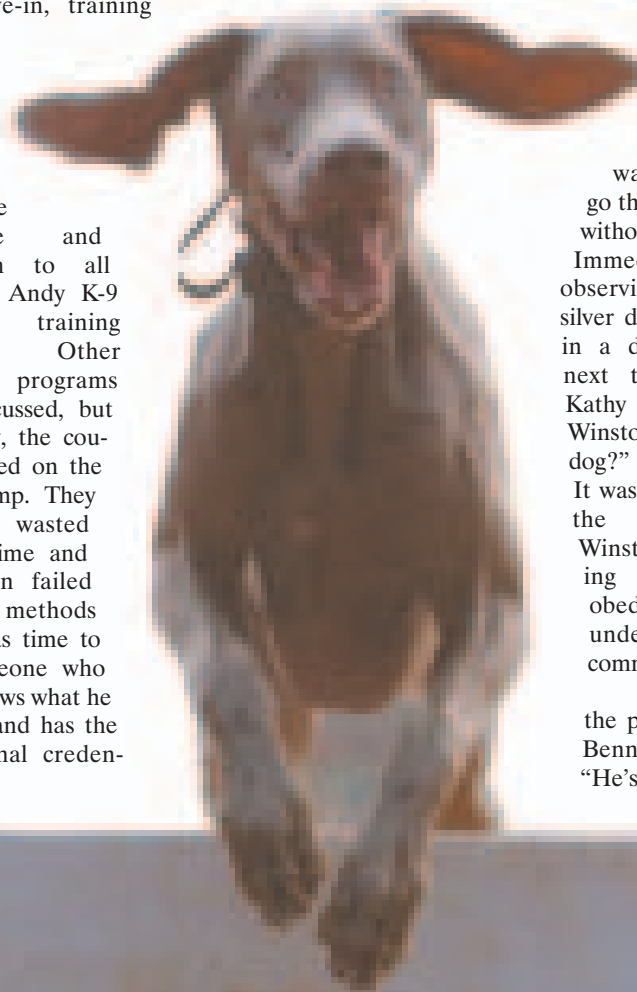 e-in, training
e
e and
n to all
Andy K-9
training
Other
programs
cussed, but
, the cou-
ed on the
mp. They
wasted
ime and
n failed
methods
s time to
eone who
ws what he
and has the
nal creden-
wa
go th
witho
Immed
observi
silver d
in a d
next t
Kathy
Winsto
dog?”
It was
the
Winst
ing
obed
unde
comm
the p
Benn
“He’s